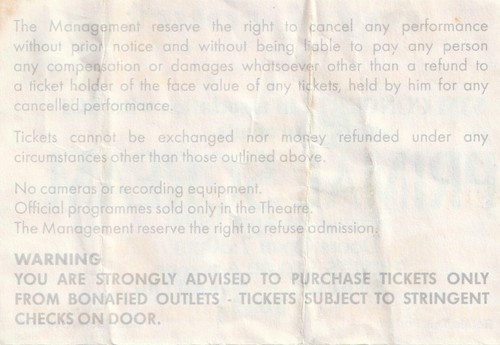 The Management reserve the right to cancel any performance
without prior notice and without being liable to pay any person
any compensation or damages whatsoever other than a refund to
a ticket holder of the face value of any tickets, held by him for any
cancelled performance.
Tickets cannot be exchanged nor money refunded under any
circumstances other than those outlined above.
No cameras or recording equipment.
Official programmes sold only in the Theatre.
The Management reserve the right to refuse admission.
WARNING
YOU ARE STRONGLY ADVISED TO PURCHASE TICKETS ONLY
FROM BONAFIED OUTLETS - TICKETS SUBJECT TO STRINGENT
CHECKS ON DOOR.